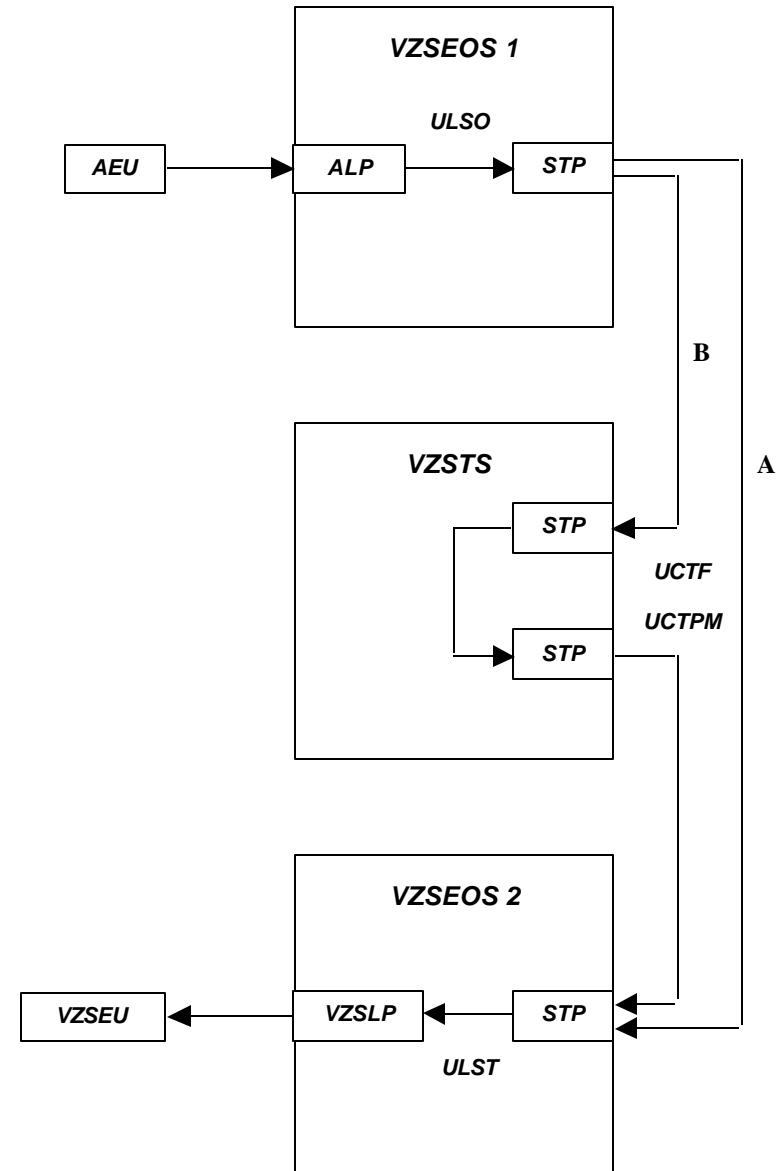 VZSEOS 1
ULSO
AEU
ALP
STP
B
VZSTS
A
STP
UCTF
UCTPM
STP
VZSEOS 2
VZSEU
VZSLP
STP
ULST